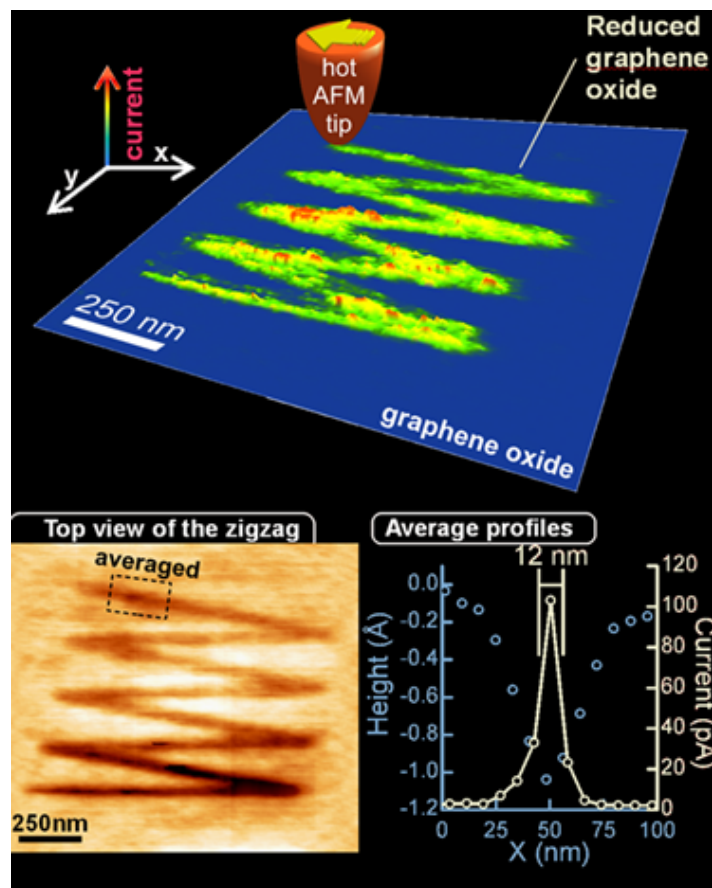 Reduced
graphene
oxide
hot
AFM
tip
current
x
y
250 nm
graphene oxide
Top view of the zigzag
averaged
250nm
Average profiles
12 nm
Height (Å)
0.0
-0.2
-0.4
-0.6
-0.8
-1.0
-1.2
120
100
80
60
40
20
0
Current (pA)
0 25 50 75 100
X (nm)